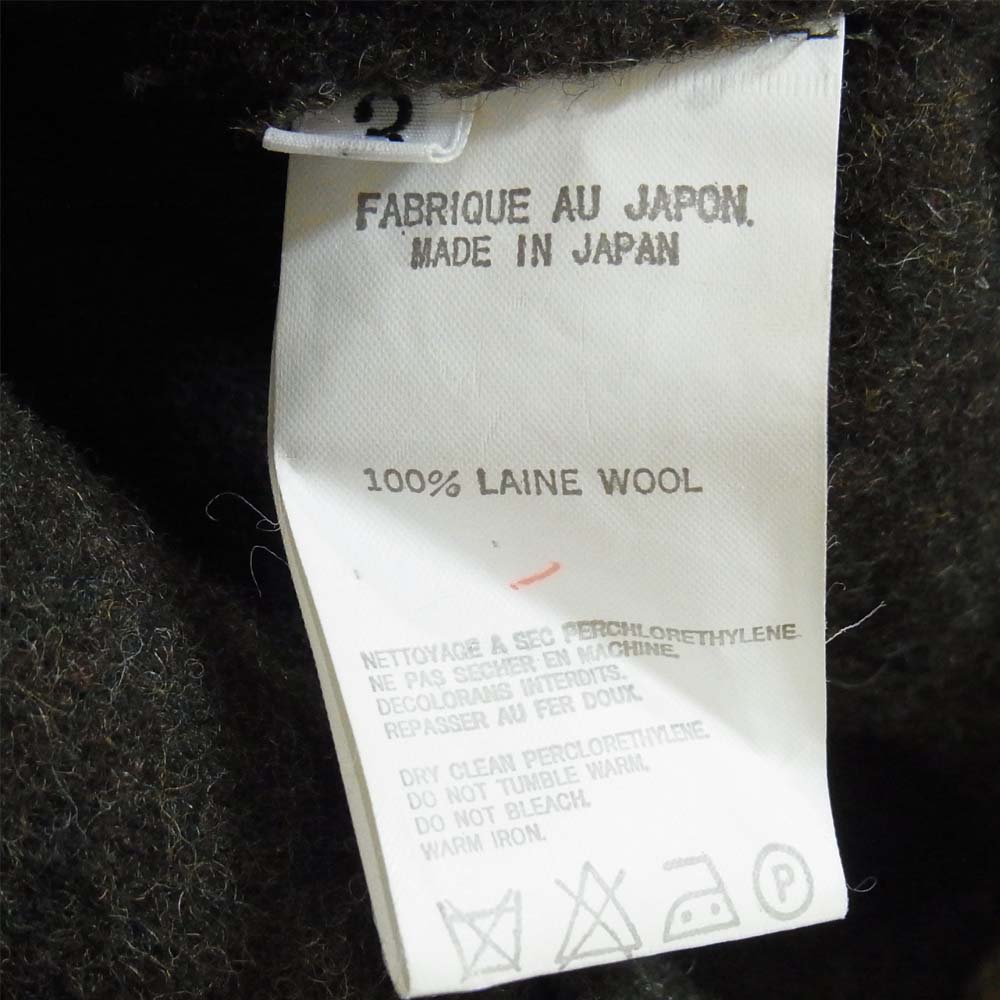 2
FABRIQUE AU JAPON.
MADE IN JAPAN
100% LAINE WOOL
NETTOYAGE A SEC PERCHLORETHYLENE
NE PAS SECHER EN MACHINE.
DECOLORANS INTERDITS.
REPASSER AU FER DOUX.
DRY CLEAN PERCLORETHYLENE.
DO NOT TUMBLE WARM,
DO NOT BLEACH.
WARM IRON.
P